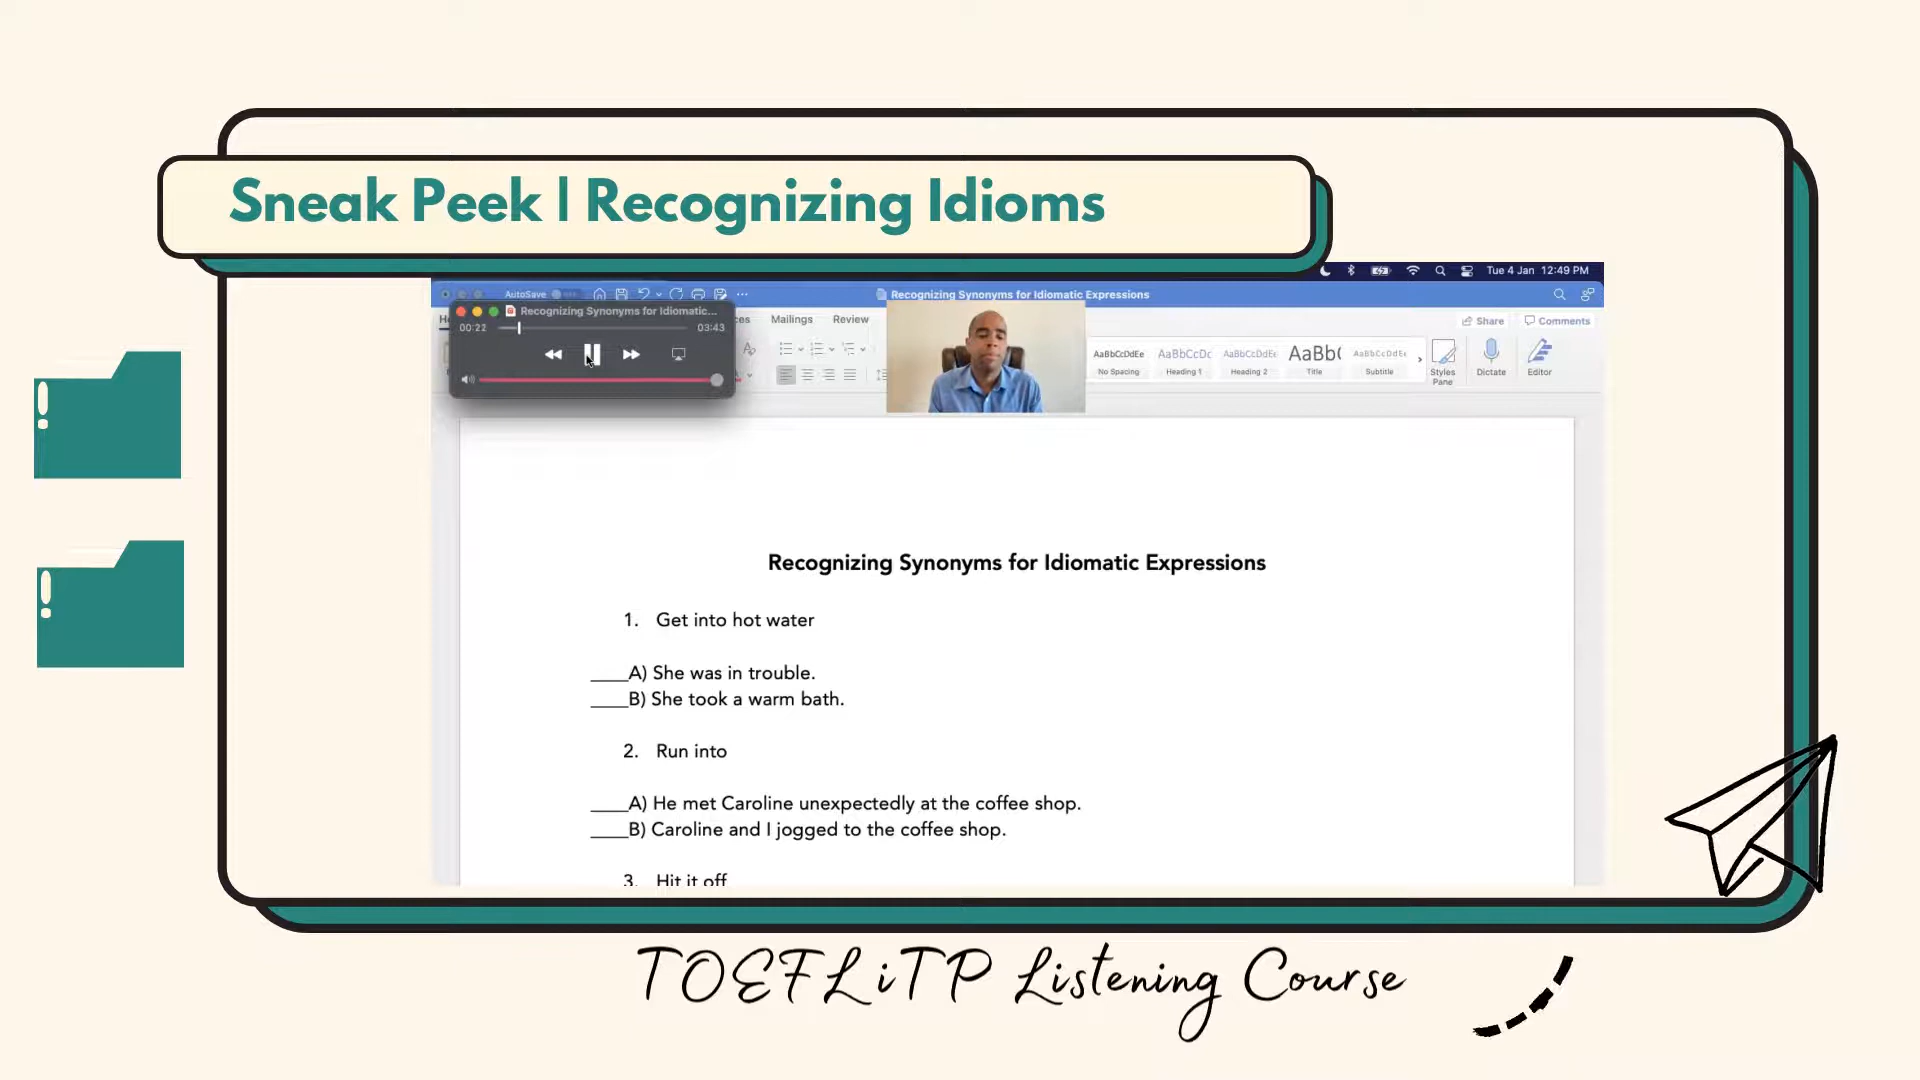 Sneak Peek | Recognizing Idioms
Tue 4 Jan 12:49 PM
AutoSave
Recognizing Synonyms for Idiomatic Expressions
Recognizing Synonyms for Idiomatic...
00:22
03:43
Mailings
Review
Share
Comments
AaBbCcDdEe
AaBbCcDc
AaBbCcDdEe
AaBb(
AaBbCcDdEe
No Spacing
Heading 1
Heading 2
Title
Subtitle
Styles
Pane
Dictate
Editor
Recognizing Synonyms for Idiomatic Expressions
1. Get into hot water
____A) She was in trouble.
____B) She took a warm bath.
2. Run into
____A) He met Caroline unexpectedly at the coffee shop.
____B) Caroline and I jogged to the coffee shop.
3. Hit it off
TOEFL iTP Listening Course